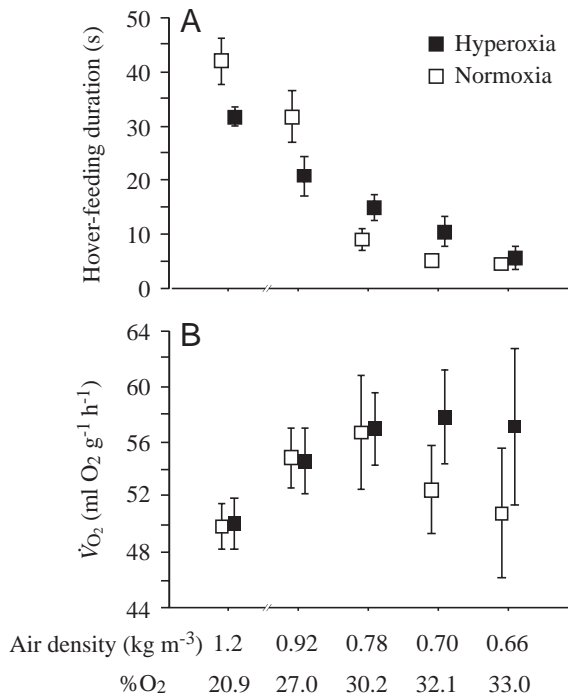 A
Hyperoxia
Normoxia
Hover-feeding duration (s)
50
40
30
20
10
0
B
V̇O₂ (ml O₂ g⁻¹ h⁻¹)
64
60
56
52
48
44
Air density (kg m⁻³) 1.2 0.92 0.78 0.70 0.66
%O₂ 20.9 27.0 30.2 32.1 33.0